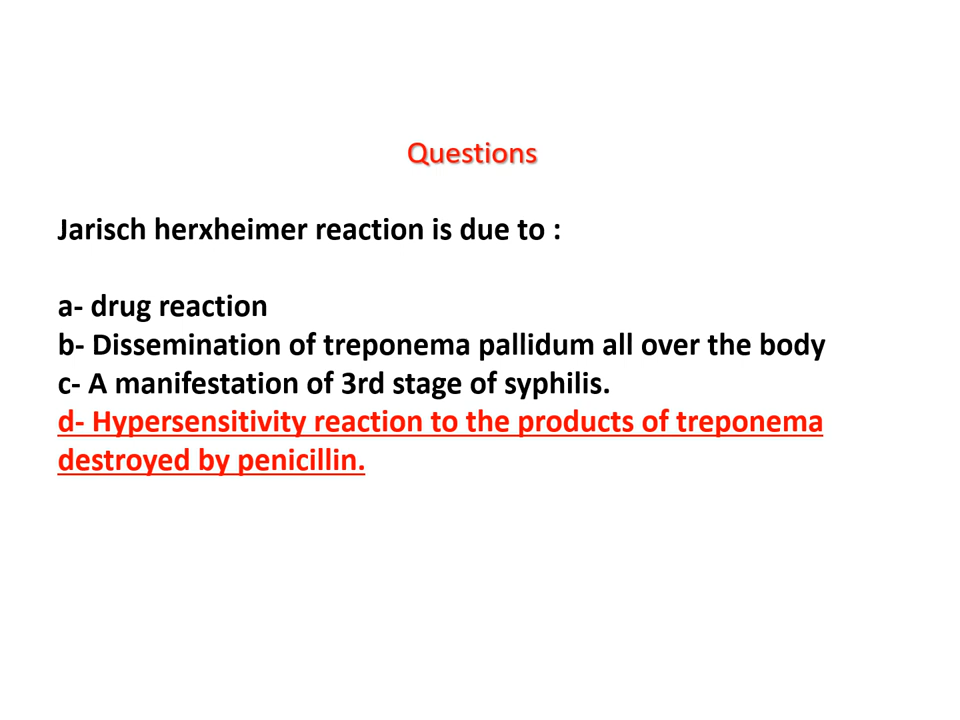 Questions
Jarisch herxheimer reaction is due to :
a- drug reaction
b- Dissemination of treponema pallidum all over the body
c- A manifestation of 3rd stage of syphilis.
d- Hypersensitivity reaction to the products of treponema
destroyed by penicillin.